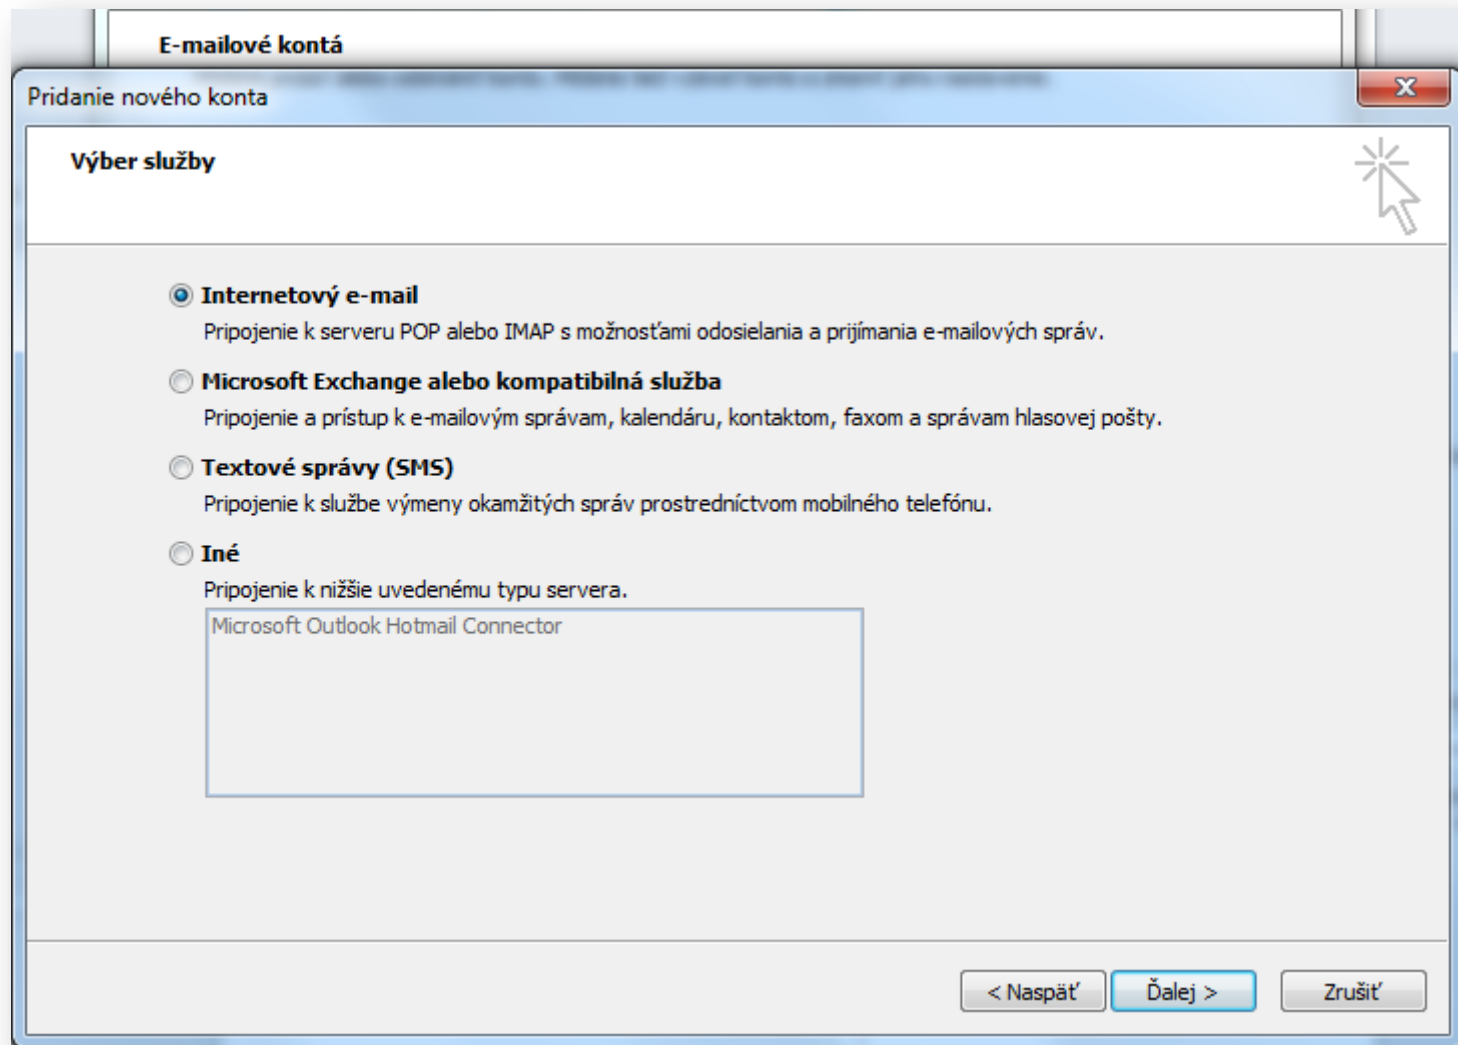 E-mailové kontá
Pridanie nového konta
Výber služby
Internetový e-mail
Pripojenie k serveru POP alebo IMAP s možnosťami odosielania a prijímania e-mailových správ.
Microsoft Exchange alebo kompatibilná služba
Pripojenie a prístup k e-mailovým správam, kalendáru, kontaktom, faxom a správam hlasovej pošty.
Textové správy (SMS)
Pripojenie k službe výmeny okamžitých správ prostredníctvom mobilného telefónu.
Iné
Pripojenie k nižšie uvedenému typu servera.
Microsoft Outlook Hotmail Connector
< Naspäť Ďalej > Zrušiť